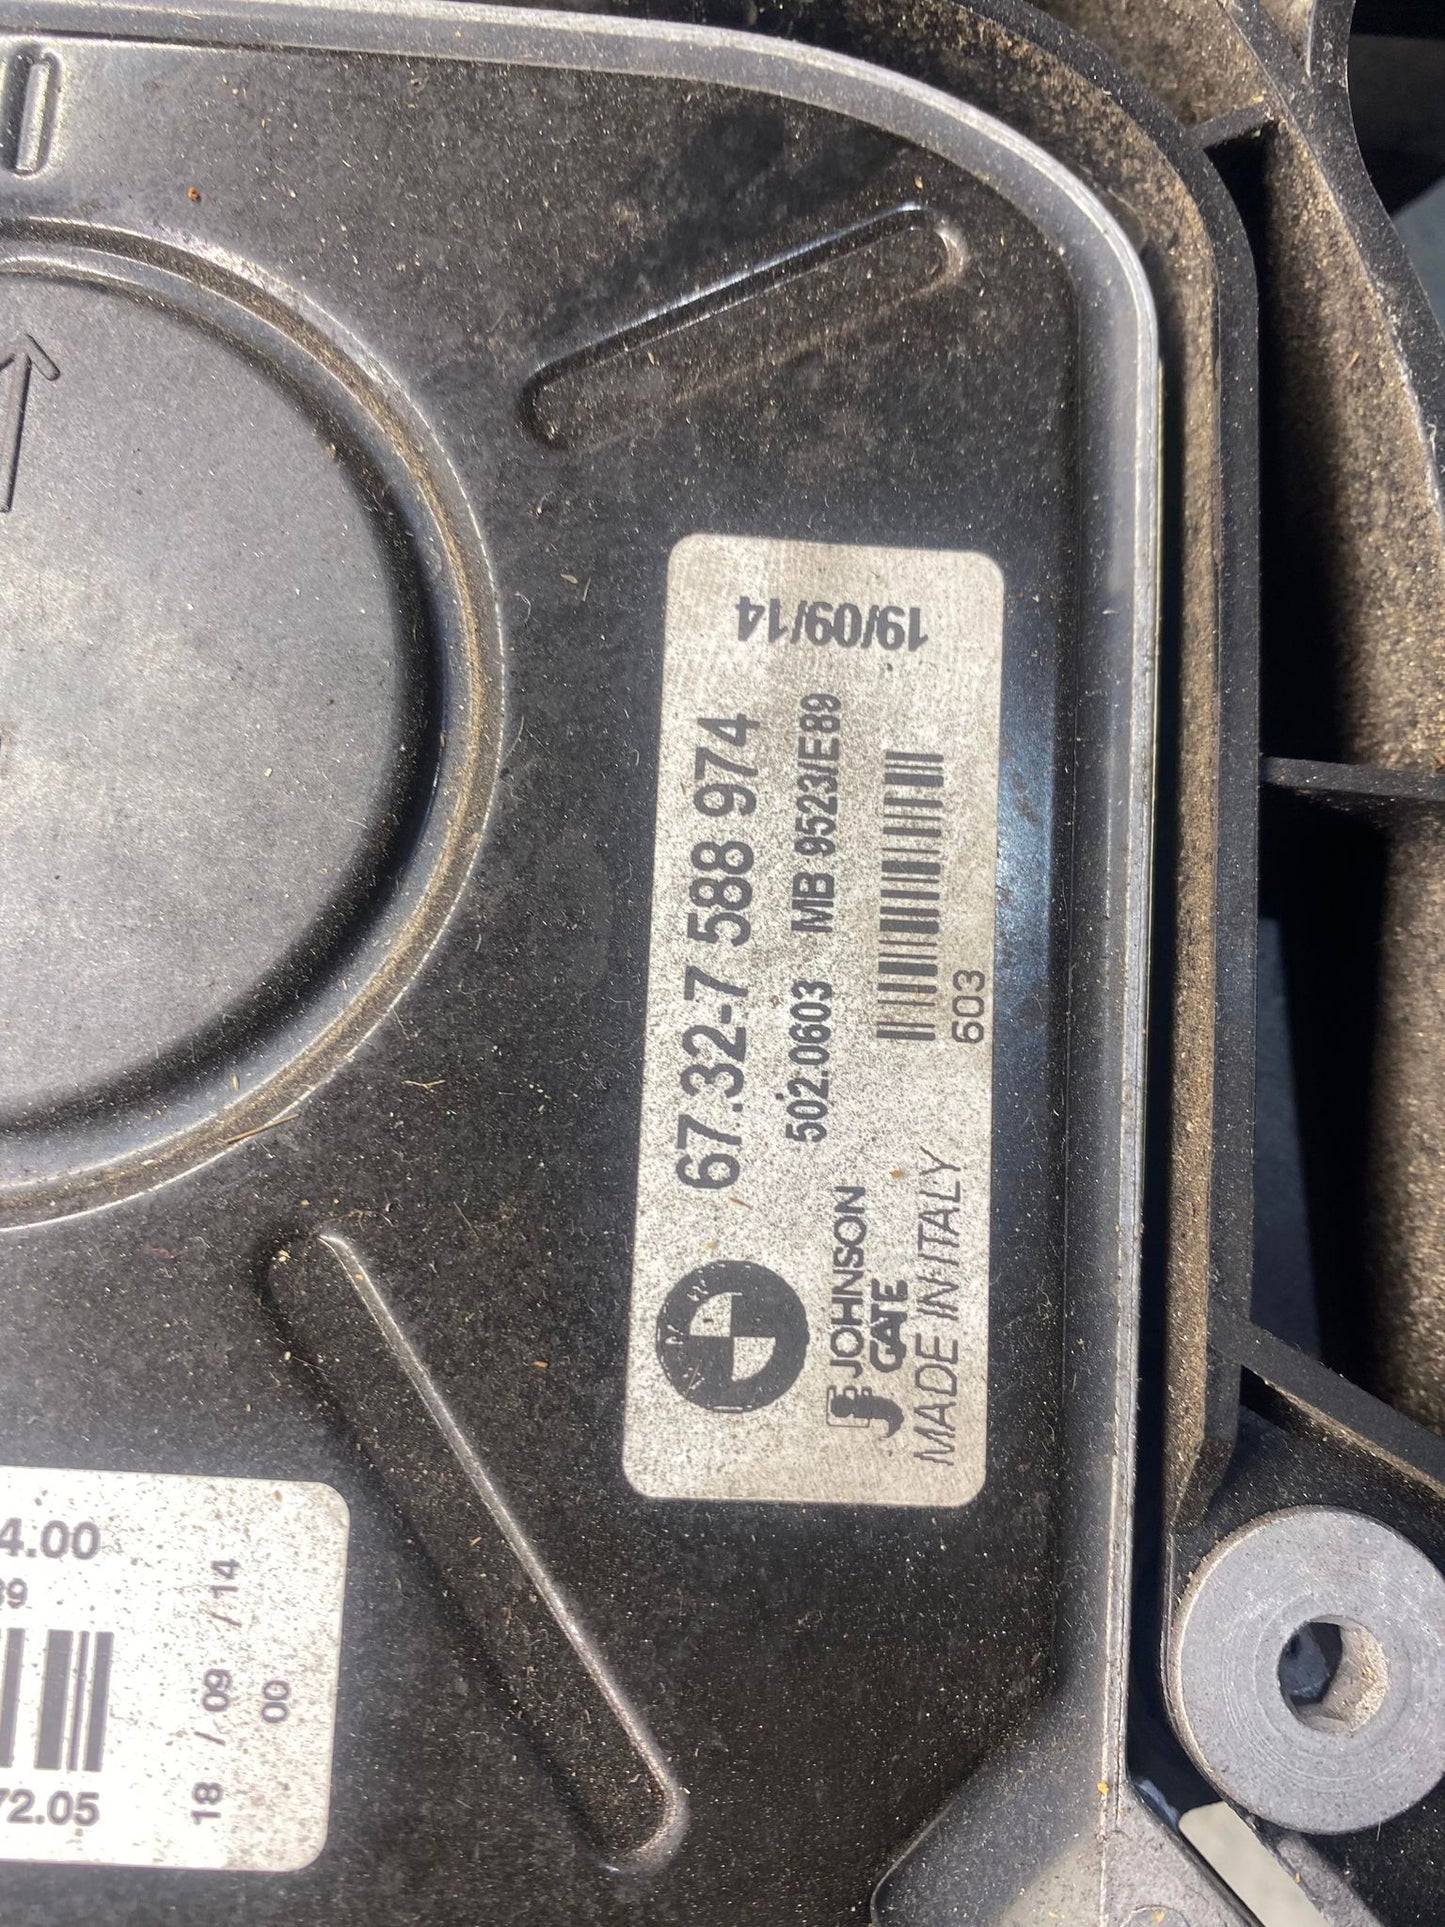 67.32-7 588 974
502.0603 MB 9523/E89
19/09/14
JOHNSON
GATE
603
MADE IN ITALY
4.00
89
72.05
18 /09 /14
00